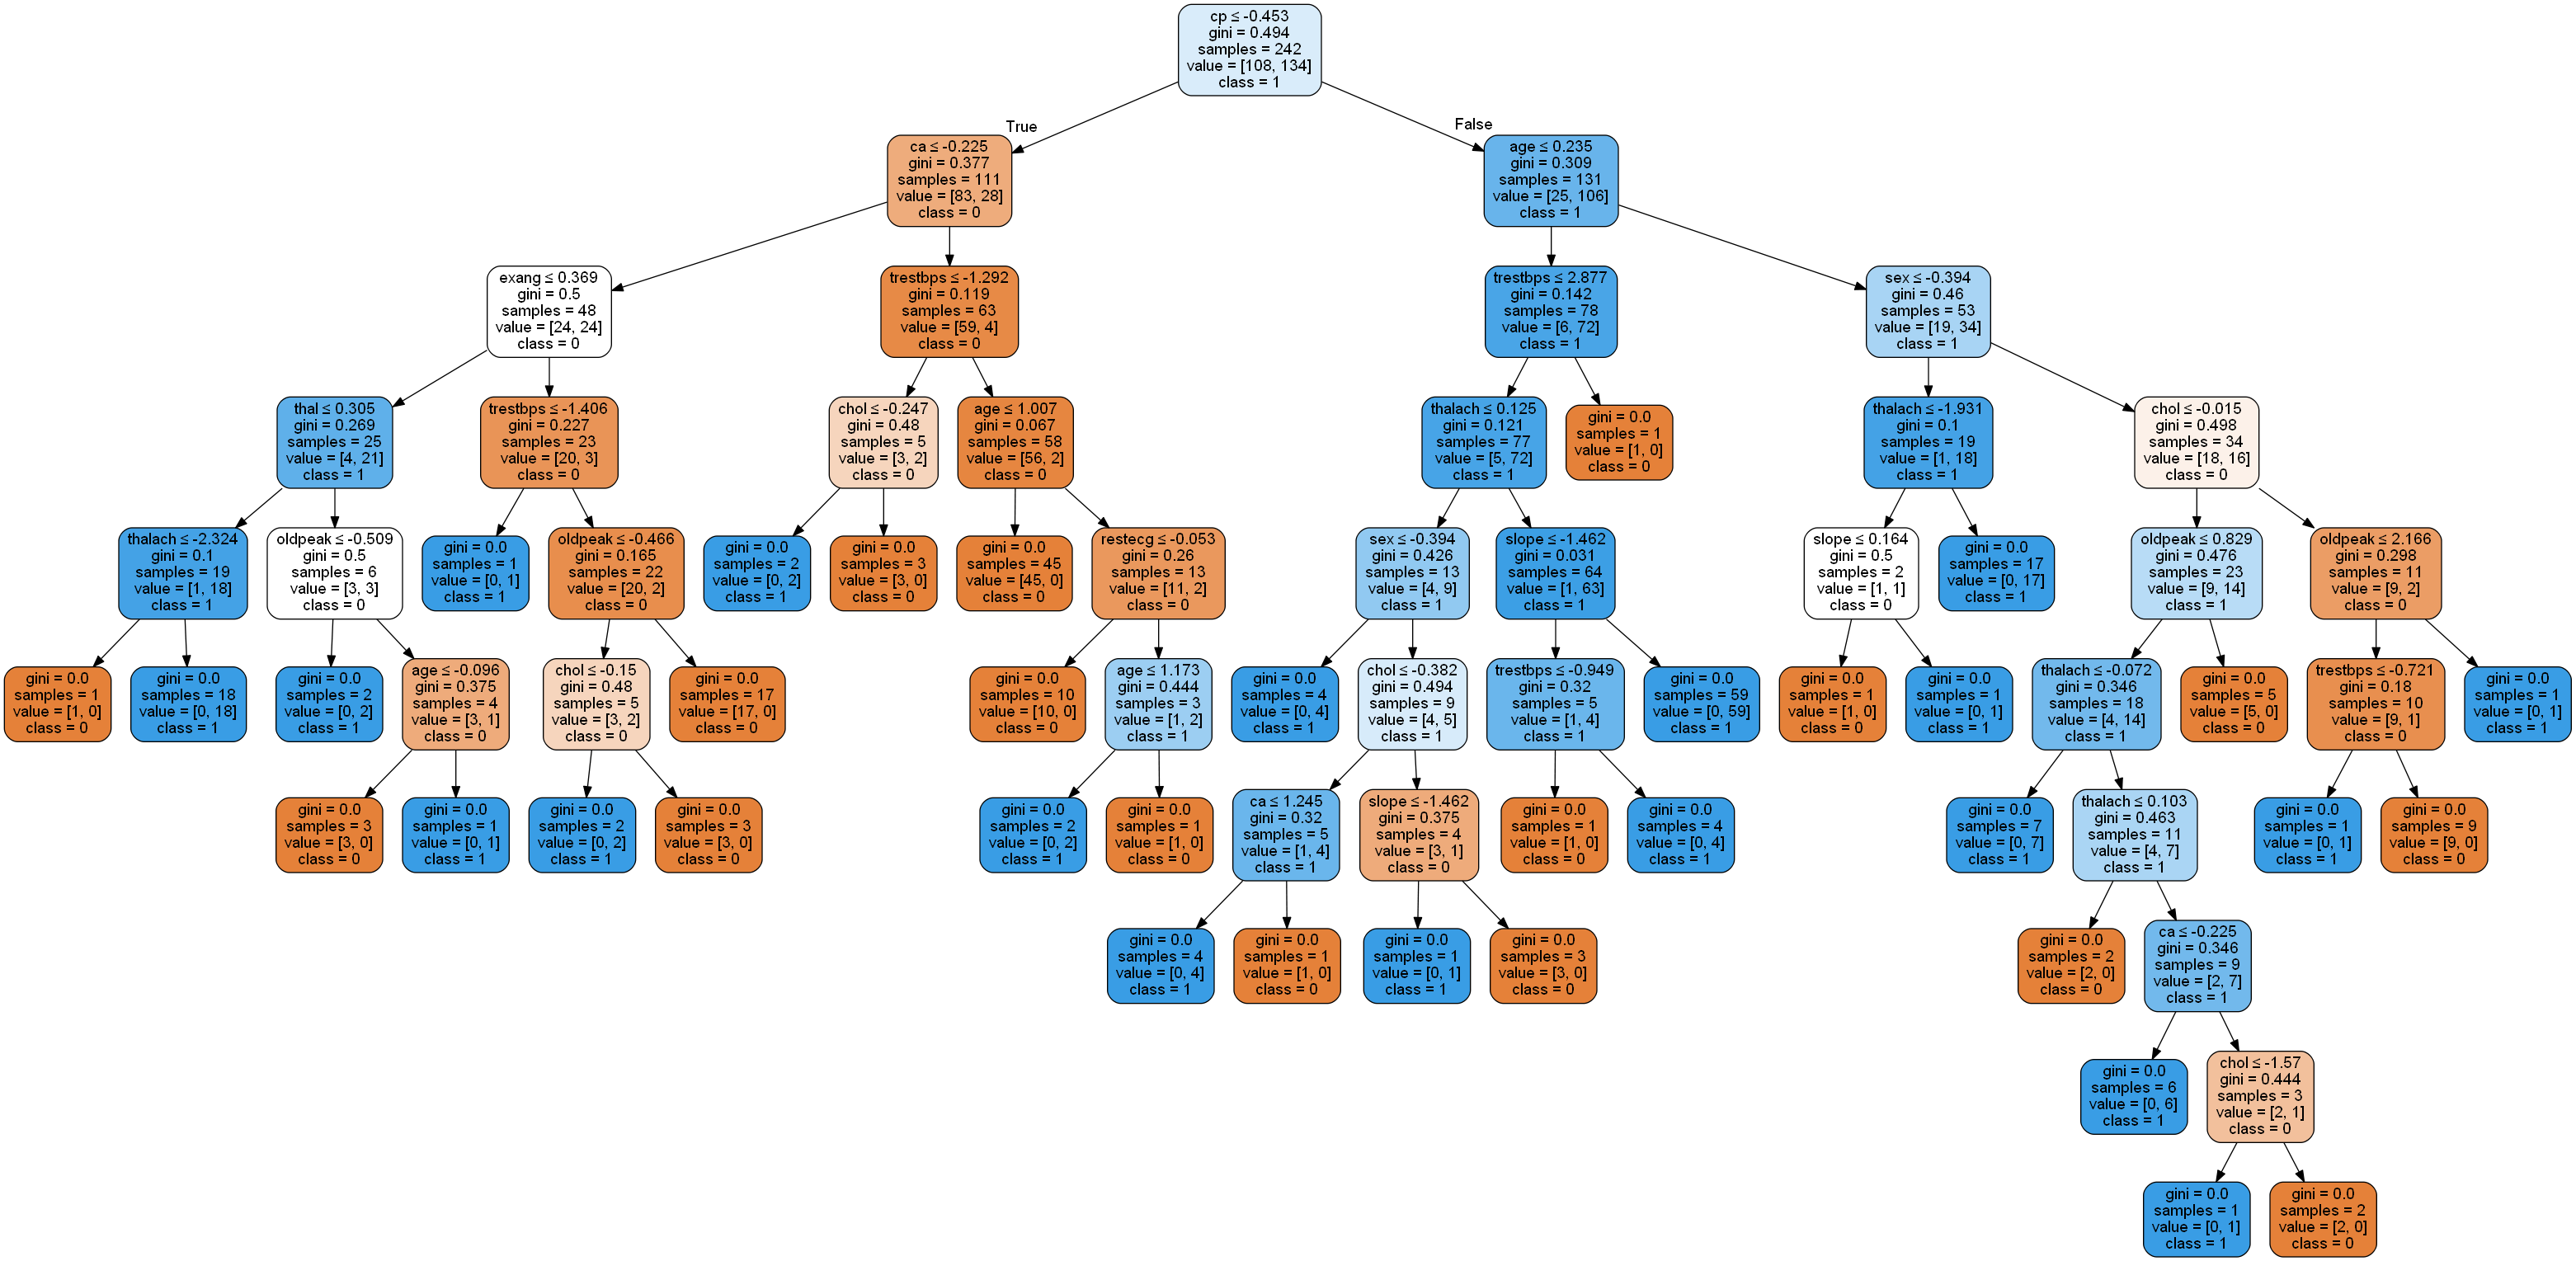 cp ≤ -0.453
gini = 0.494
samples = 242
value = [108, 134]
class = 1
True
False
ca ≤ -0.225
gini = 0.377
samples = 111
value = [83, 28]
class = 0
age ≤ 0.235
gini = 0.309
samples = 131
value = [25, 106]
class = 1
exang ≤ 0.369
gini = 0.5
samples = 48
value = [24, 24]
class = 0
trestbps ≤ -1.292
gini = 0.119
samples = 63
value = [59, 4]
class = 0
trestbps ≤ 2.877
gini = 0.142
samples = 78
value = [6, 72]
class = 1
sex ≤ -0.394
gini = 0.46
samples = 53
value = [19, 34]
class = 1
thal ≤ 0.305
gini = 0.269
samples = 25
value = [4, 21]
class = 1
trestbps ≤ -1.406
gini = 0.227
samples = 23
value = [20, 3]
class = 0
chol ≤ -0.247
gini = 0.48
samples = 5
value = [3, 2]
class = 0
age ≤ 1.007
gini = 0.067
samples = 58
value = [56, 2]
class = 0
thalach ≤ 0.125
gini = 0.121
samples = 77
value = [5, 72]
class = 1
gini = 0.0
samples = 1
value = [1, 0]
class = 0
thalach ≤ -1.931
gini = 0.1
samples = 19
value = [1, 18]
class = 1
chol ≤ -0.015
gini = 0.498
samples = 34
value = [18, 16]
class = 0
thalach ≤ -2.324
gini = 0.1
samples = 19
value = [1, 18]
class = 1
oldpeak ≤ -0.509
gini = 0.5
samples = 6
value = [3, 3]
class = 0
gini = 0.0
samples = 1
value = [0, 1]
class = 1
oldpeak ≤ -0.466
gini = 0.165
samples = 22
value = [20, 2]
class = 0
gini = 0.0
samples = 2
value = [0, 2]
class = 1
gini = 0.0
samples = 3
value = [3, 0]
class = 0
gini = 0.0
samples = 45
value = [45, 0]
class = 0
restecg ≤ -0.053
gini = 0.26
samples = 13
value = [11, 2]
class = 0
sex ≤ -0.394
gini = 0.426
samples = 13
value = [4, 9]
class = 1
slope ≤ -1.462
gini = 0.031
samples = 64
value = [1, 63]
class = 1
slope ≤ 0.164
gini = 0.5
samples = 2
value = [1, 1]
class = 0
gini = 0.0
samples = 17
value = [0, 17]
class = 1
oldpeak ≤ 0.829
gini = 0.476
samples = 23
value = [9, 14]
class = 1
oldpeak ≤ 2.166
gini = 0.298
samples = 11
value = [9, 2]
class = 0
gini = 0.0
samples = 1
value = [1, 0]
class = 0
gini = 0.0
samples = 18
value = [0, 18]
class = 1
gini = 0.0
samples = 2
value = [0, 2]
class = 1
age ≤ -0.096
gini = 0.375
samples = 4
value = [3, 1]
class = 0
chol ≤ -0.15
gini = 0.48
samples = 5
value = [3, 2]
class = 0
gini = 0.0
samples = 17
value = [17, 0]
class = 0
gini = 0.0
samples = 10
value = [10, 0]
class = 0
age ≤ 1.173
gini = 0.444
samples = 3
value = [1, 2]
class = 1
gini = 0.0
samples = 4
value = [0, 4]
class = 1
chol ≤ -0.382
gini = 0.494
samples = 9
value = [4, 5]
class = 1
trestbps ≤ -0.949
gini = 0.32
samples = 5
value = [1, 4]
class = 1
gini = 0.0
samples = 59
value = [0, 59]
class = 1
gini = 0.0
samples = 1
value = [1, 0]
class = 0
gini = 0.0
samples = 1
value = [0, 1]
class = 1
thalach ≤ -0.072
gini = 0.346
samples = 18
value = [4, 14]
class = 1
gini = 0.0
samples = 5
value = [5, 0]
class = 0
trestbps ≤ -0.721
gini = 0.18
samples = 10
value = [9, 1]
class = 0
gini = 0.0
samples = 1
value = [0, 1]
class = 1
gini = 0.0
samples = 3
value = [3, 0]
class = 0
gini = 0.0
samples = 1
value = [0, 1]
class = 1
gini = 0.0
samples = 2
value = [0, 2]
class = 1
gini = 0.0
samples = 3
value = [3, 0]
class = 0
gini = 0.0
samples = 2
value = [0, 2]
class = 1
gini = 0.0
samples = 1
value = [1, 0]
class = 0
ca ≤ 1.245
gini = 0.32
samples = 5
value = [1, 4]
class = 1
slope ≤ -1.462
gini = 0.375
samples = 4
value = [3, 1]
class = 0
gini = 0.0
samples = 1
value = [1, 0]
class = 0
gini = 0.0
samples = 4
value = [0, 4]
class = 1
gini = 0.0
samples = 7
value = [0, 7]
class = 1
thalach ≤ 0.103
gini = 0.463
samples = 11
value = [4, 7]
class = 1
gini = 0.0
samples = 1
value = [0, 1]
class = 1
gini = 0.0
samples = 9
value = [9, 0]
class = 0
gini = 0.0
samples = 4
value = [0, 4]
class = 1
gini = 0.0
samples = 1
value = [1, 0]
class = 0
gini = 0.0
samples = 1
value = [0, 1]
class = 1
gini = 0.0
samples = 3
value = [3, 0]
class = 0
gini = 0.0
samples = 2
value = [2, 0]
class = 0
ca ≤ -0.225
gini = 0.346
samples = 9
value = [2, 7]
class = 1
gini = 0.0
samples = 6
value = [0, 6]
class = 1
chol ≤ -1.57
gini = 0.444
samples = 3
value = [2, 1]
class = 0
gini = 0.0
samples = 1
value = [0, 1]
class = 1
gini = 0.0
samples = 2
value = [2, 0]
class = 0